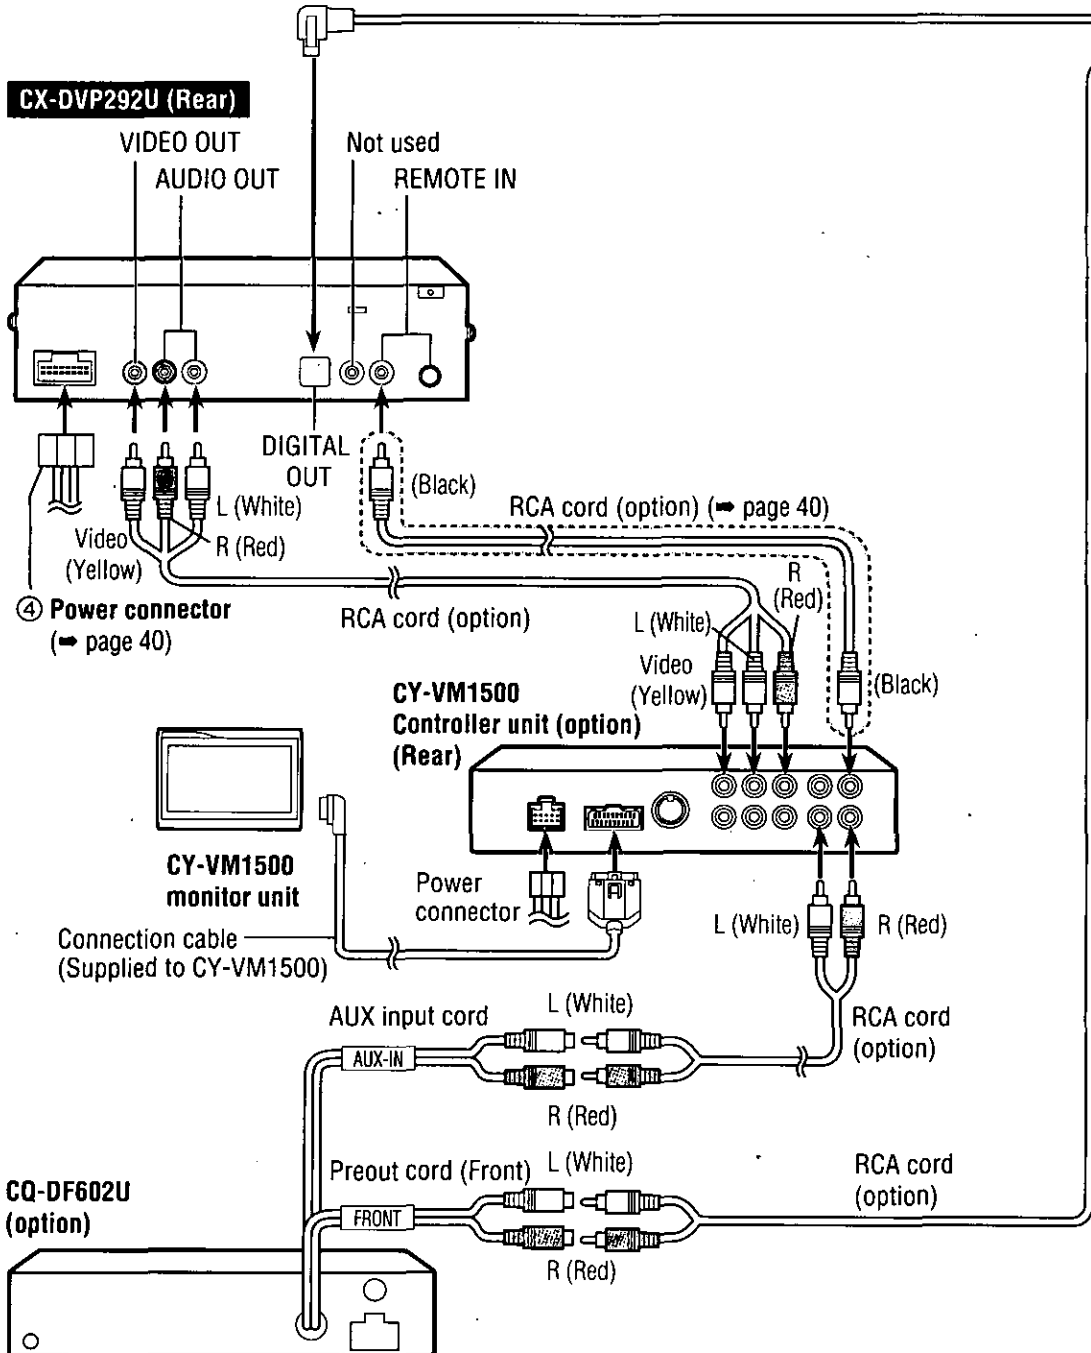 CX-DVP292U (Rear)
VIDEO OUT
AUDIO OUT
Not used
REMOTE IN
DIGITAL
OUT
(Black)
RCA cord (option) (➡ page 40)
L (White)
R (Red)
Video
(Yellow)
④ Power connector
(➡ page 40)
RCA cord (option)
R
(Red)
L (White)
Video
(Yellow)
(Black)
CY-VM1500
Controller unit (option)
(Rear)
CY-VM1500
monitor unit
Power
connector
Connection cable
(Supplied to CY-VM1500)
L (White)
R (Red)
AUX input cord
L (White)
AUX-IN
R (Red)
RCA cord
(option)
Preout cord (Front)
L (White)
FRONT
R (Red)
RCA cord
(option)
CQ-DF602U
(option)